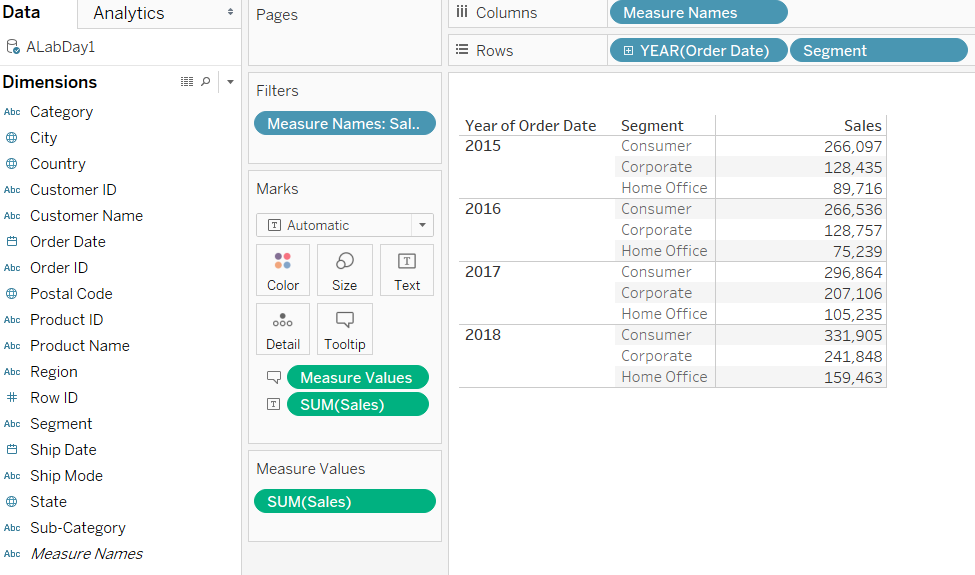 Data
Analytics
ALabDay1
Dimensions
Abc Category
City
Country
Abc Customer ID
Abc Customer Name
Order Date
Abc Order ID
Postal Code
Abc Product ID
Abc Product Name
Abc Region
# Row ID
Abc Segment
Ship Date
Abc Ship Mode
State
Abc Sub-Category
Abc Measure Names
Pages
Filters
Measure Names: Sal..
Marks
T Automatic
Color Size T Text
Detail Tooltip
Measure Values
T SUM(Sales)
Measure Values
SUM(Sales)
Columns Measure Names
Rows YEAR(Order Date) Segment
Year of Order Date Segment Sales
2015 Consumer 266,097
Corporate 128,435
Home Office 89,716
2016 Consumer 266,536
Corporate 128,757
Home Office 75,239
2017 Consumer 296,864
Corporate 207,106
Home Office 105,235
2018 Consumer 331,905
Corporate 241,848
Home Office 159,463